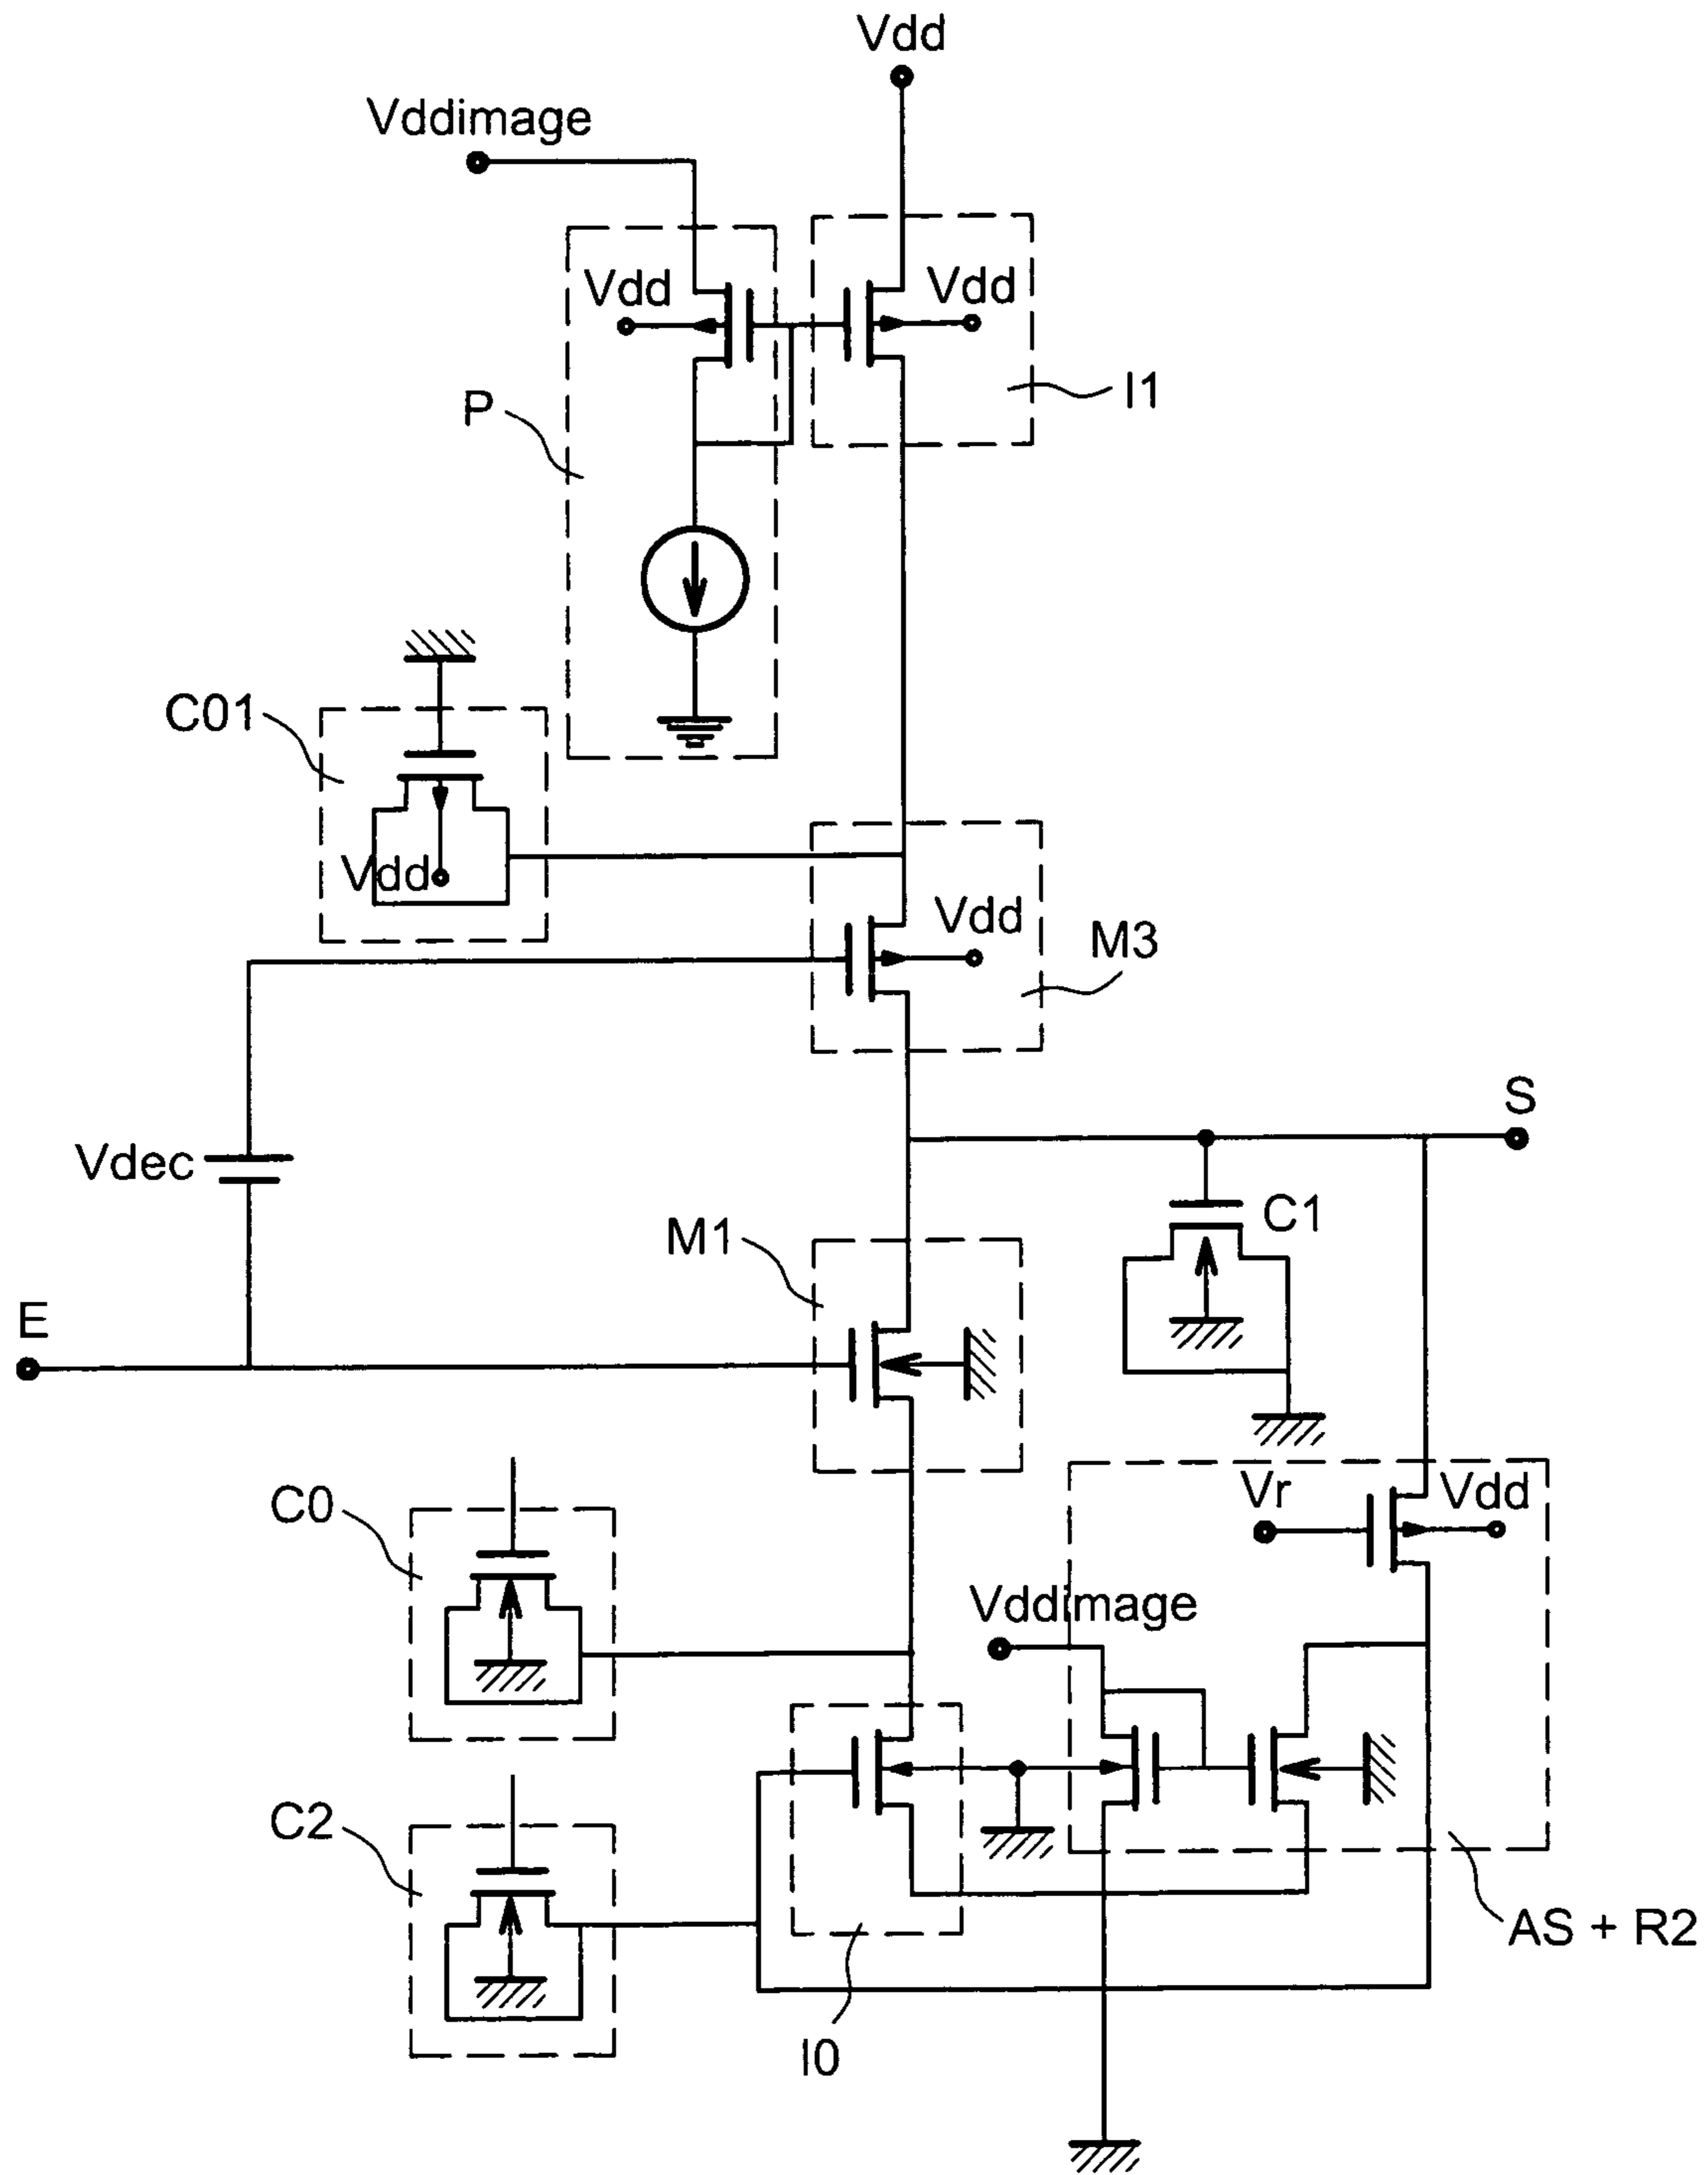 Vdd
Vddimage
Vdd
Vdd
I1
P
C01
Vdd
Vdd
M3
S
Vdec
C1
M1
E
Vr
Vdd
C0
Vddimage
C2
AS + R2
I0